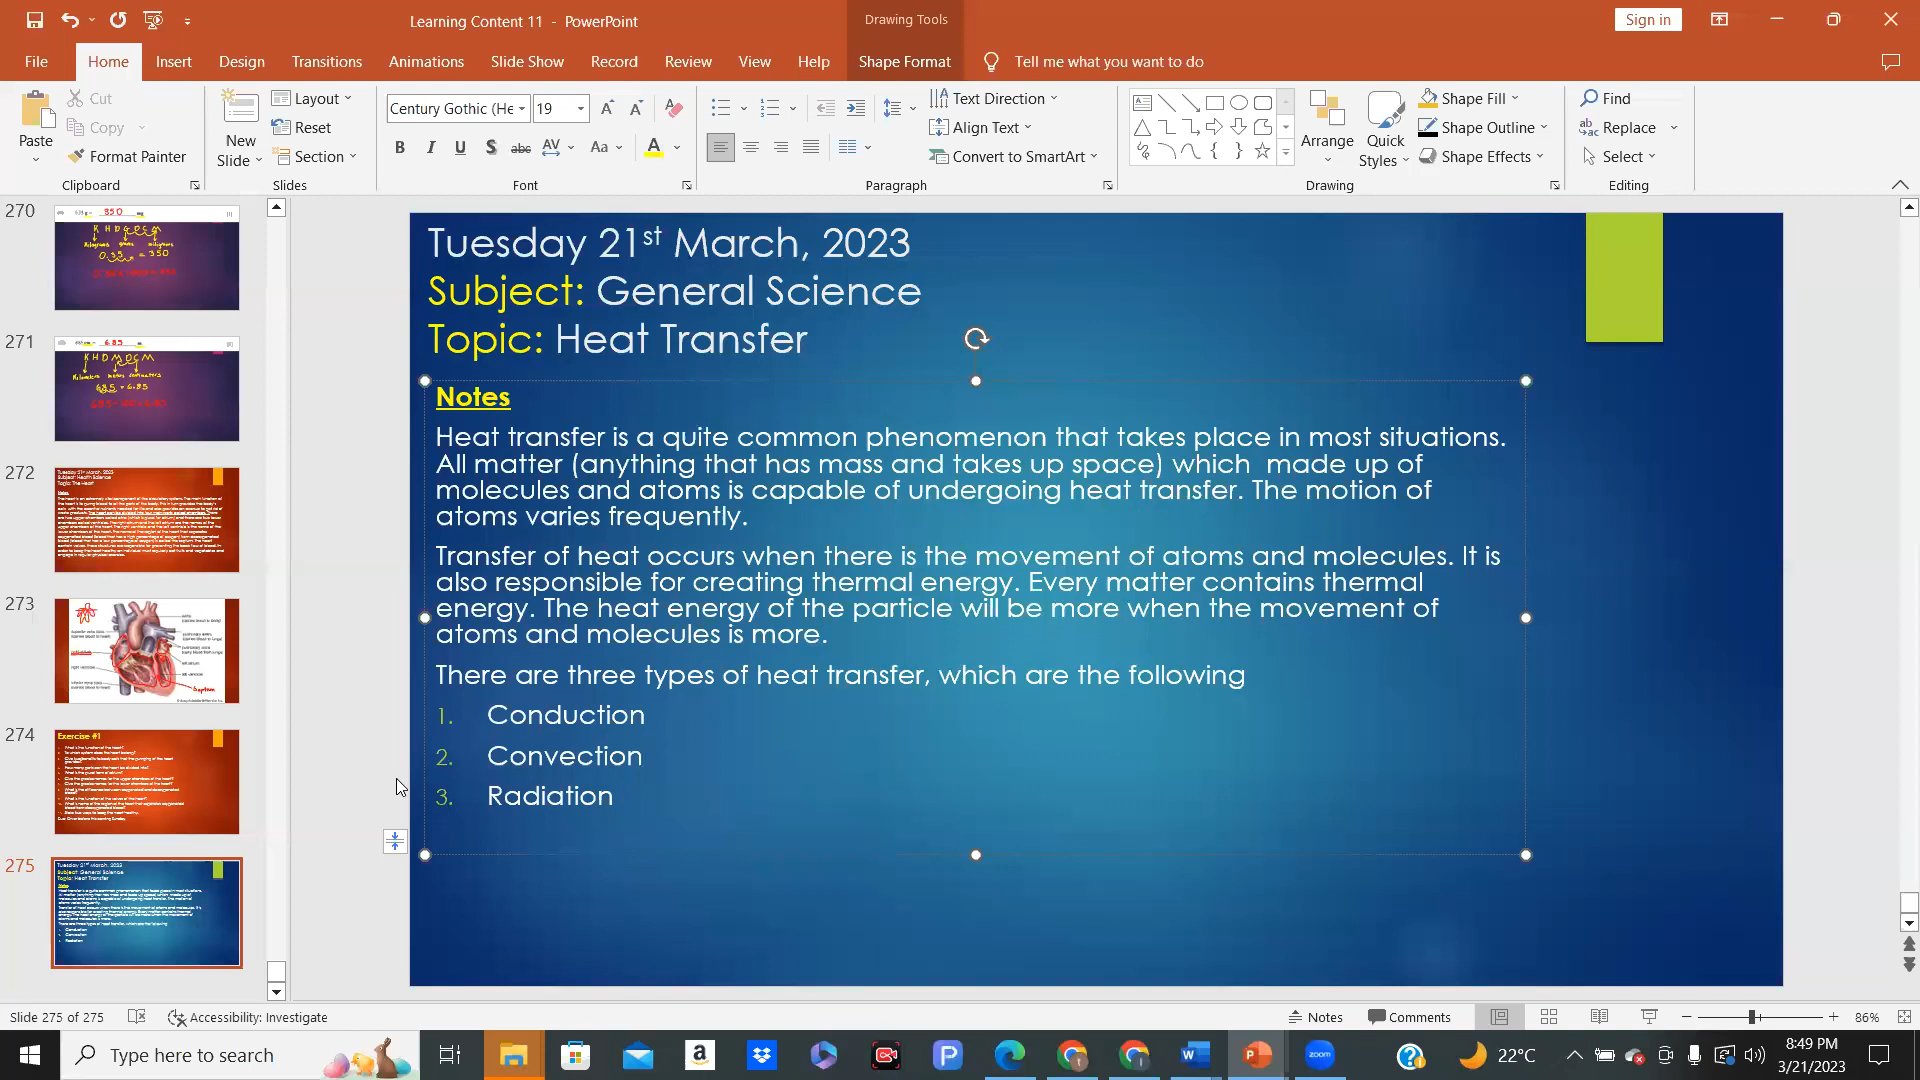 Learning Content 11 - PowerPoint
Drawing Tools
Sign in
File
Home
Insert
Design
Transitions
Animations
Slide Show
Record
Review
View
Help
Shape Format
Tell me what you want to do
Paste
Cut
Copy
Format Painter
Clipboard
New Slide
Layout
Reset
Section
Slides
Century Gothic (He
19
Font
Text Direction
Align Text
Convert to SmartArt
Paragraph
Arrange
Quick Styles
Shape Fill
Shape Outline
Shape Effects
Drawing
Find
Replace
Select
Editing
270
271
272
273
274
Exercise #1
275
Tuesday 21st March, 2023
Subject: General Science
Topic: Heat Transfer
Notes
Heat transfer is a quite common phenomenon that takes place in most situations.
All matter (anything that has mass and takes up space) which made up of
molecules and atoms is capable of undergoing heat transfer. The motion of
atoms varies frequently.
Transfer of heat occurs when there is the movement of atoms and molecules. It is
also responsible for creating thermal energy. Every matter contains thermal
energy. The heat energy of the particle will be more when the movement of
atoms and molecules is more.
There are three types of heat transfer, which are the following
1. Conduction
2. Convection
3. Radiation
Slide 275 of 275
Accessibility: Investigate
Notes
Comments
86%
Type here to search
22°C
8:49 PM
3/21/2023